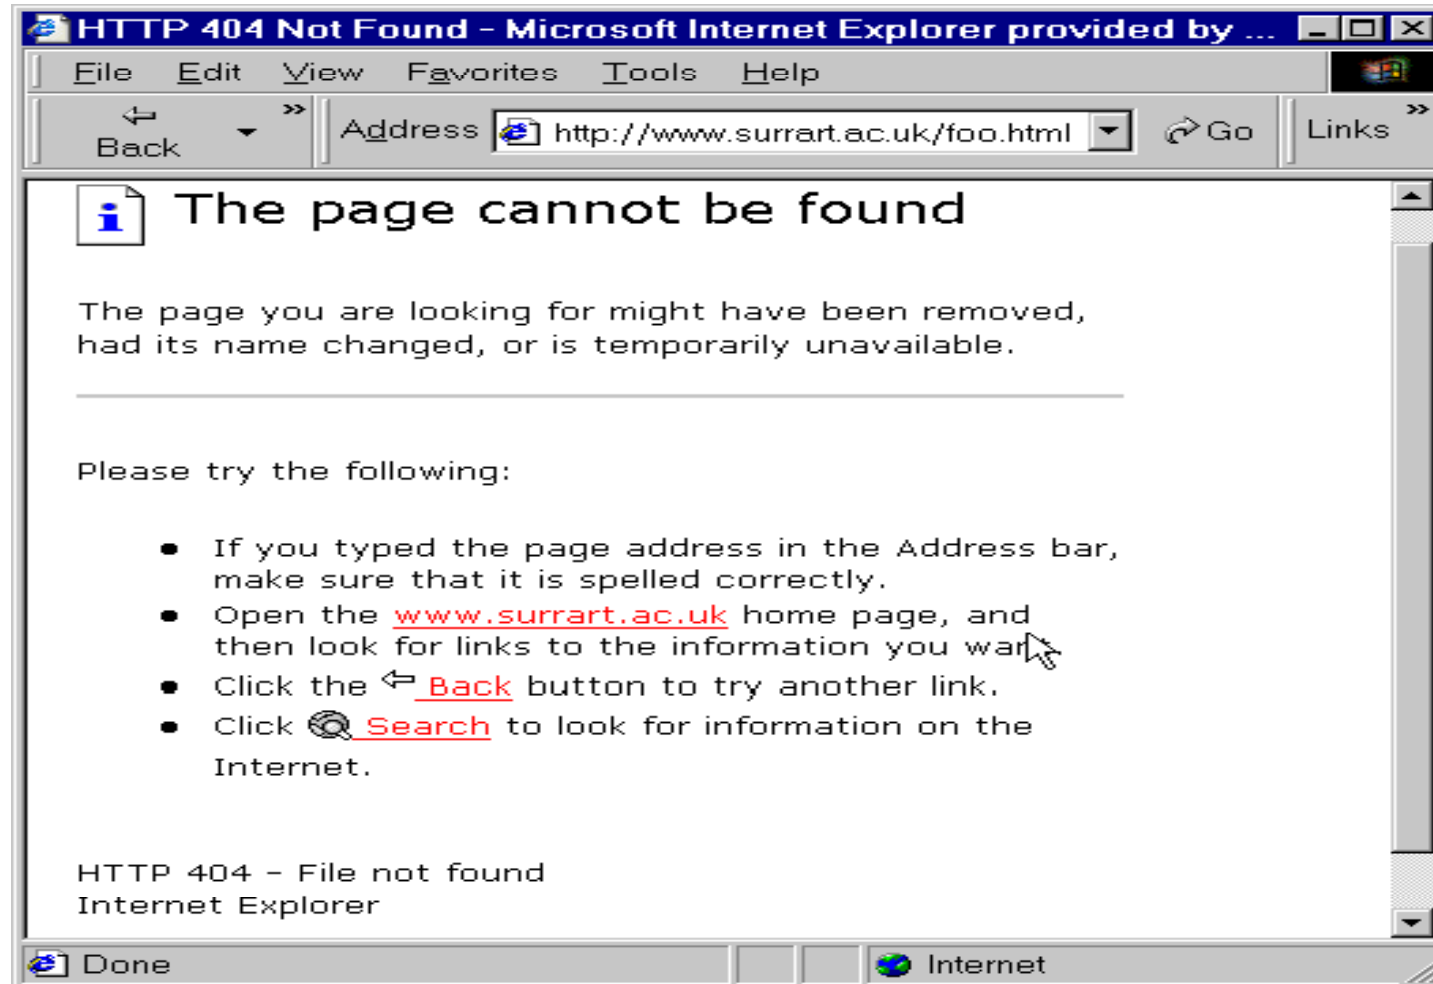 HTTP 404 Not Found - Microsoft Internet Explorer provided by ...
File Edit View Favorites Tools Help
Back » Address http://www.surrart.ac.uk/foo.html Go Links »
The page cannot be found
The page you are looking for might have been removed,
had its name changed, or is temporarily unavailable.
Please try the following:
• If you typed the page address in the Address bar,
make sure that it is spelled correctly.
• Open the www.surrart.ac.uk home page, and
then look for links to the information you want.
• Click the Back button to try another link.
• Click Search to look for information on the
Internet.
HTTP 404 - File not found
Internet Explorer
Done Internet